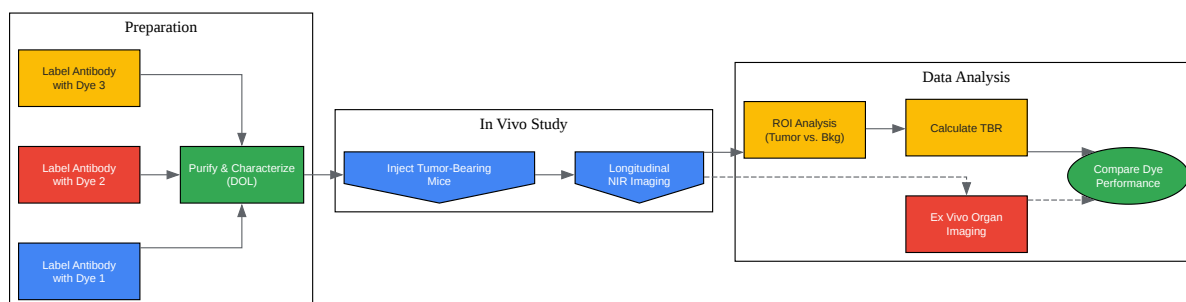 Preparation
Label Antibody
with Dye 3
Label Antibody
with Dye 2
Purify & Characterize
(DOL)
Label Antibody
with Dye 1
In Vivo Study
Inject Tumor-Bearing
Mice
Longitudinal
NIR Imaging
Data Analysis
ROI Analysis
(Tumor vs. Bkg)
Calculate TBR
Ex Vivo Organ
Imaging
Compare Dye
Performance